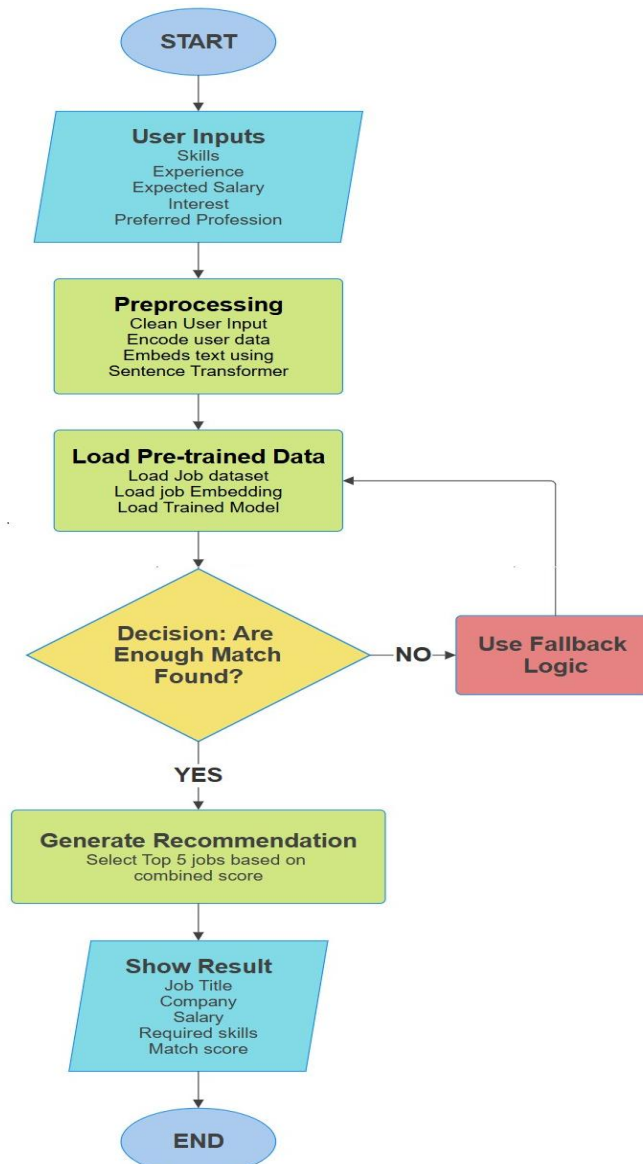 START
User Inputs
Skills
Experience
Expected Salary
Interest
Preferred Profession
Preprocessing
Clean User Input
Encode user data
Embeds text using
Sentence Transformer
Load Pre-trained Data
Load Job dataset
Load job Embedding
Load Trained Model
Decision: Are
Enough Match
Found?
NO
Use Fallback
Logic
YES
Generate Recommendation
Select Top 5 jobs based on
combined score
Show Result
Job Title
Company
Salary
Required skills
Match score
END